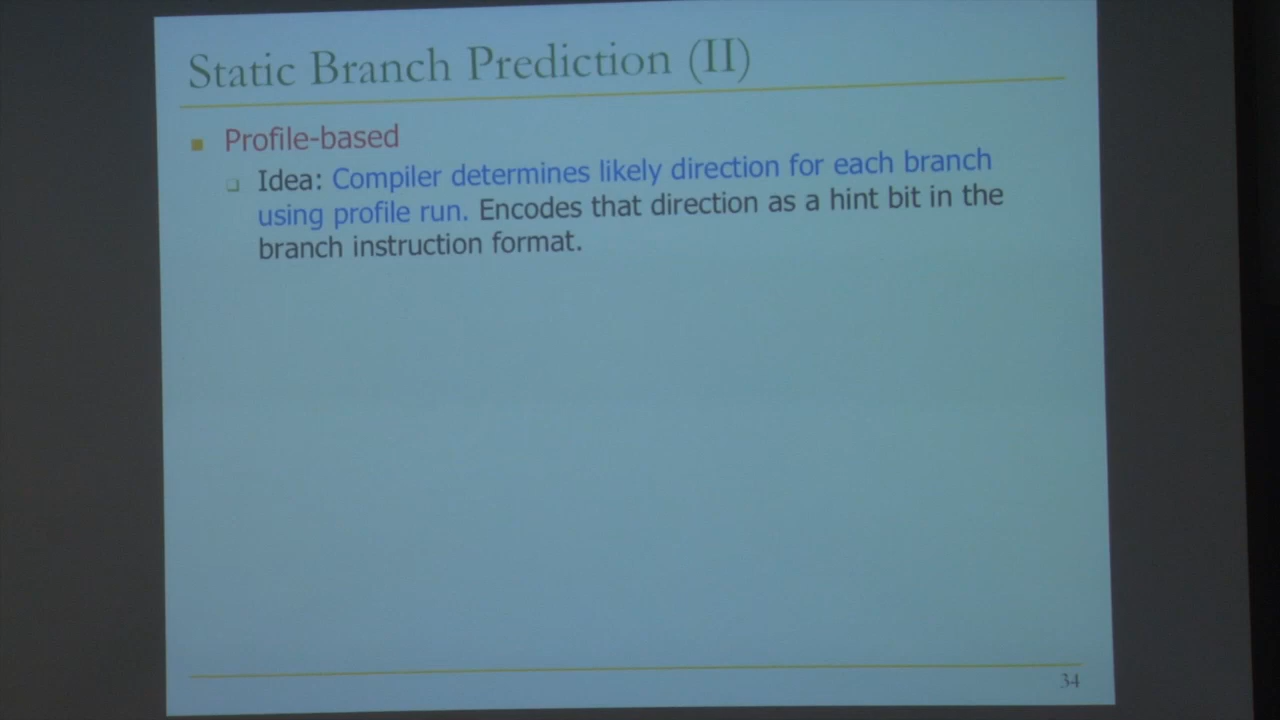 Static Branch Prediction (II)
Profile-based
Idea: Compiler determines likely direction for each branch
using profile run. Encodes that direction as a hint bit in the
branch instruction format.
34